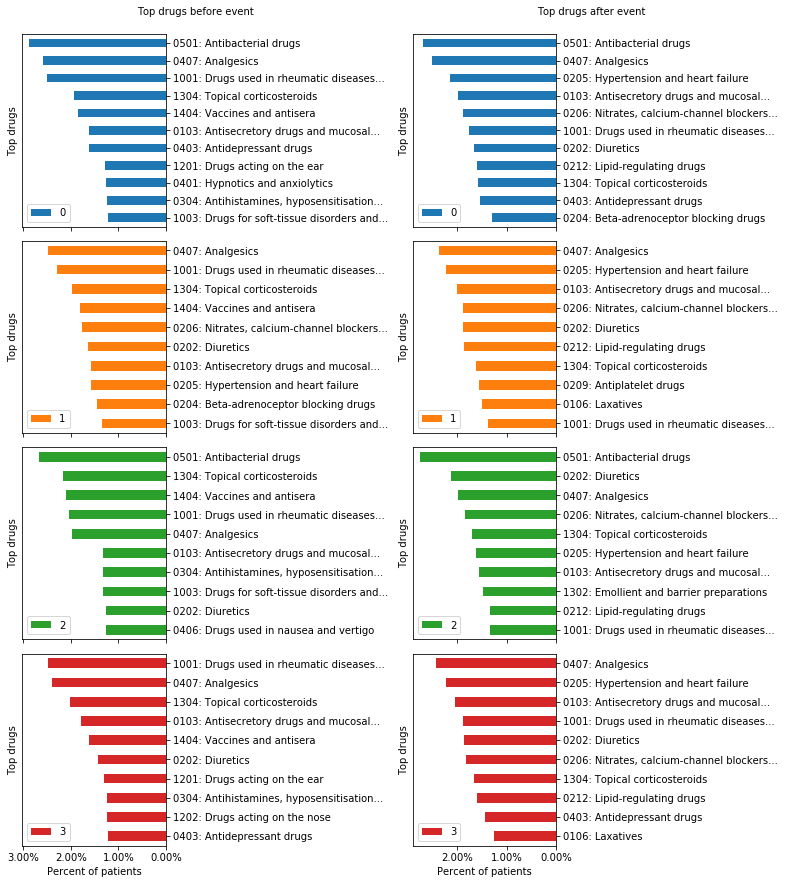 Top drugs before event
Top drugs
0501: Antibacterial drugs
0407: Analgesics
1001: Drugs used in rheumatic diseases...
1304: Topical corticosteroids
1404: Vaccines and antisera
0103: Antisecretory drugs and mucosal...
0403: Antidepressant drugs
1201: Drugs acting on the ear
0401: Hypnotics and anxiolytics
0304: Antihistamines, hyposensitisation...
1003: Drugs for soft-tissue disorders and...
0
Top drugs
0407: Analgesics
1001: Drugs used in rheumatic diseases...
1304: Topical corticosteroids
1404: Vaccines and antisera
0206: Nitrates, calcium-channel blockers...
0202: Diuretics
0103: Antisecretory drugs and mucosal...
0205: Hypertension and heart failure
0204: Beta-adrenoceptor blocking drugs
1003: Drugs for soft-tissue disorders and...
1
Top drugs
0501: Antibacterial drugs
1304: Topical corticosteroids
1404: Vaccines and antisera
1001: Drugs used in rheumatic diseases...
0407: Analgesics
0103: Antisecretory drugs and mucosal...
0304: Antihistamines, hyposensitisation...
1003: Drugs for soft-tissue disorders and...
0202: Diuretics
0406: Drugs used in nausea and vertigo
2
Top drugs
1001: Drugs used in rheumatic diseases...
0407: Analgesics
1304: Topical corticosteroids
0103: Antisecretory drugs and mucosal...
1404: Vaccines and antisera
0202: Diuretics
1201: Drugs acting on the ear
0304: Antihistamines, hyposensitisation...
1202: Drugs acting on the nose
0403: Antidepressant drugs
3
3.00% 2.00% 1.00% 0.00%
Percent of patients
Top drugs after event
Top drugs
0501: Antibacterial drugs
0407: Analgesics
0205: Hypertension and heart failure
0103: Antisecretory drugs and mucosal...
0206: Nitrates, calcium-channel blockers...
1001: Drugs used in rheumatic diseases...
0202: Diuretics
0212: Lipid-regulating drugs
1304: Topical corticosteroids
0403: Antidepressant drugs
0204: Beta-adrenoceptor blocking drugs
0
Top drugs
0407: Analgesics
0205: Hypertension and heart failure
0103: Antisecretory drugs and mucosal...
0206: Nitrates, calcium-channel blockers...
0202: Diuretics
0212: Lipid-regulating drugs
1304: Topical corticosteroids
0209: Antiplatelet drugs
0106: Laxatives
1001: Drugs used in rheumatic diseases...
1
Top drugs
0501: Antibacterial drugs
0202: Diuretics
0407: Analgesics
0206: Nitrates, calcium-channel blockers...
1304: Topical corticosteroids
0205: Hypertension and heart failure
0103: Antisecretory drugs and mucosal...
1302: Emollient and barrier preparations
0212: Lipid-regulating drugs
1001: Drugs used in rheumatic diseases...
2
Top drugs
0407: Analgesics
0205: Hypertension and heart failure
0103: Antisecretory drugs and mucosal...
1001: Drugs used in rheumatic diseases...
0202: Diuretics
0206: Nitrates, calcium-channel blockers...
1304: Topical corticosteroids
0212: Lipid-regulating drugs
0403: Antidepressant drugs
0106: Laxatives
3
2.00% 1.00% 0.00%
Percent of patients